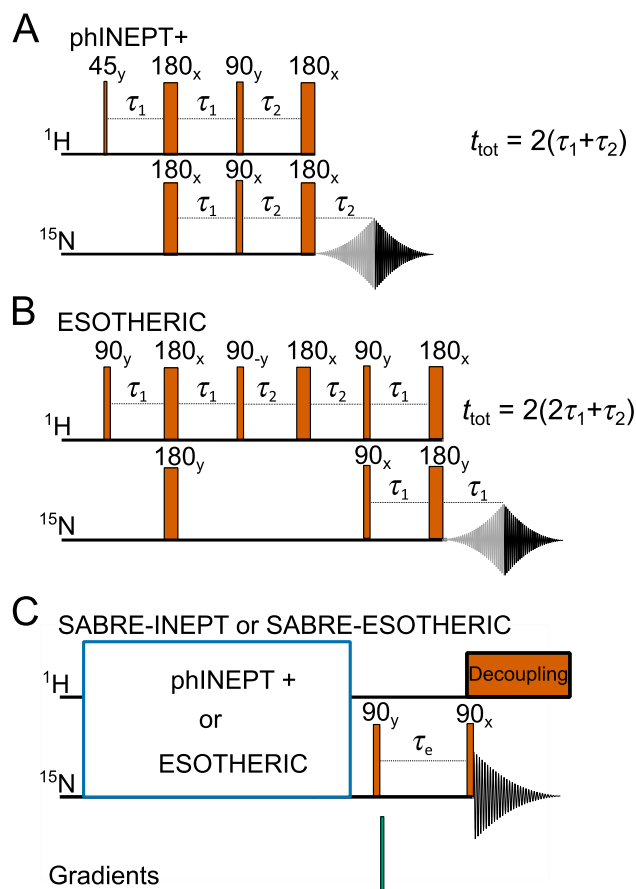 A
phINEPT+
45y 180x 90y 180x
τ1 τ1 τ2
1H
ttot = 2(τ1+τ2)
180x 90x 180x
τ1 τ2 τ2
15N
B
ESOTHERIC
90y 180x 90-y 180x 90y 180x
τ1 τ1 τ2 τ2 τ1
1H
ttot = 2(2τ1+τ2)
180y 90x 180y
τ1 τ1
15N
C
SABRE-INEPT or SABRE-ESOTHERIC
1H
phINEPT +
or
ESOTHERIC
Decoupling
90y 90x
τe
15N
Gradients